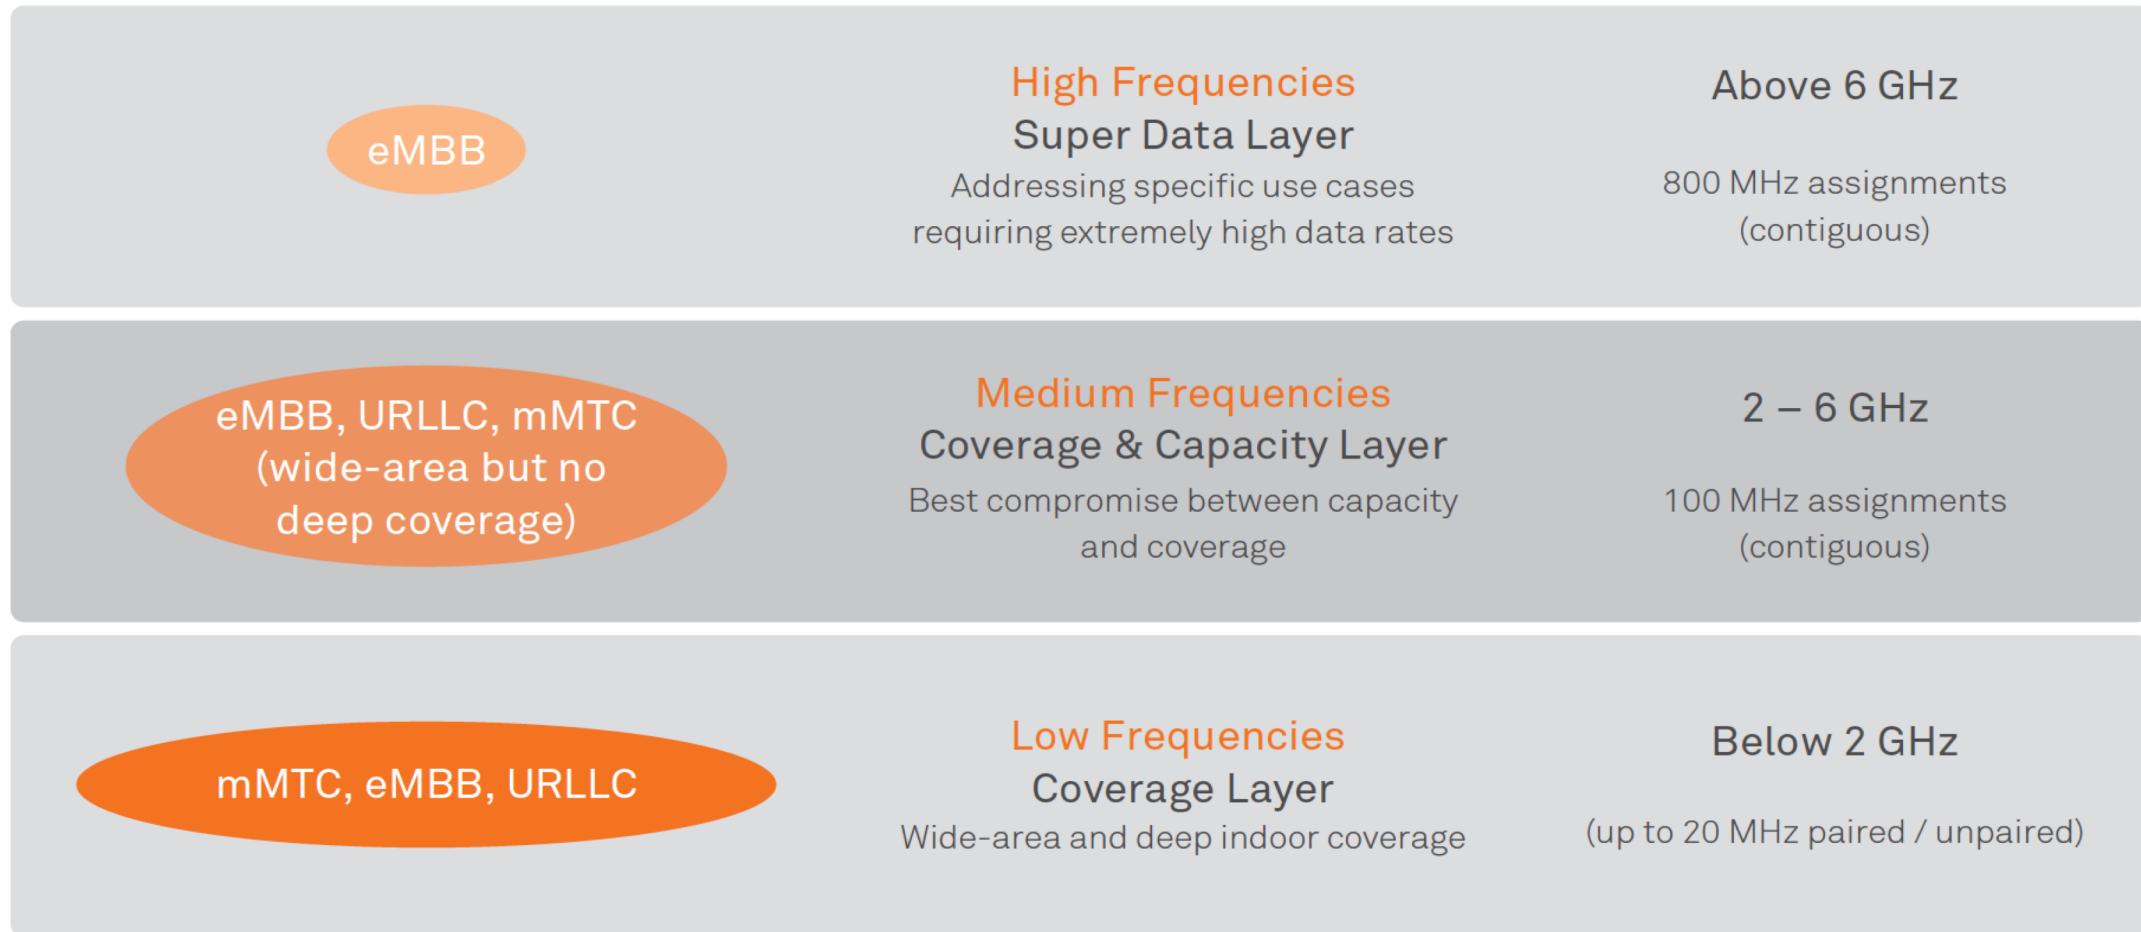 eMBB
High Frequencies
Super Data Layer
Addressing specific use cases
requiring extremely high data rates
Above 6 GHz
800 MHz assignments
(contiguous)
eMBB, URLLC, mMTC
(wide-area but no
deep coverage)
Medium Frequencies
Coverage & Capacity Layer
Best compromise between capacity
and coverage
2 – 6 GHz
100 MHz assignments
(contiguous)
mMTC, eMBB, URLLC
Low Frequencies
Coverage Layer
Wide-area and deep indoor coverage
Below 2 GHz
(up to 20 MHz paired / unpaired)